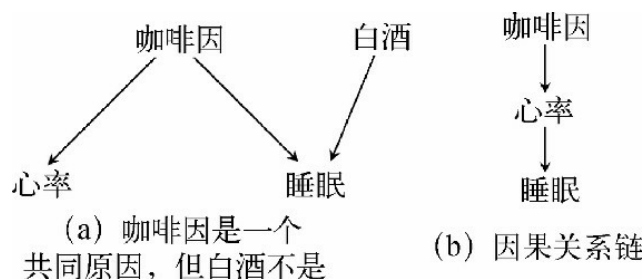 咖啡因
白酒
心率
睡眠
(a) 咖啡因是一个
共同原因，但白酒不是
咖啡因
心率
睡眠
(b) 因果关系链